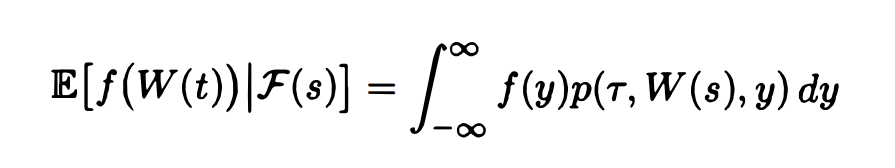 𝔼[f(W(t))|ℱ(s)] = ∫_{-∞}^{∞} f(y)p(τ, W(s), y) dy